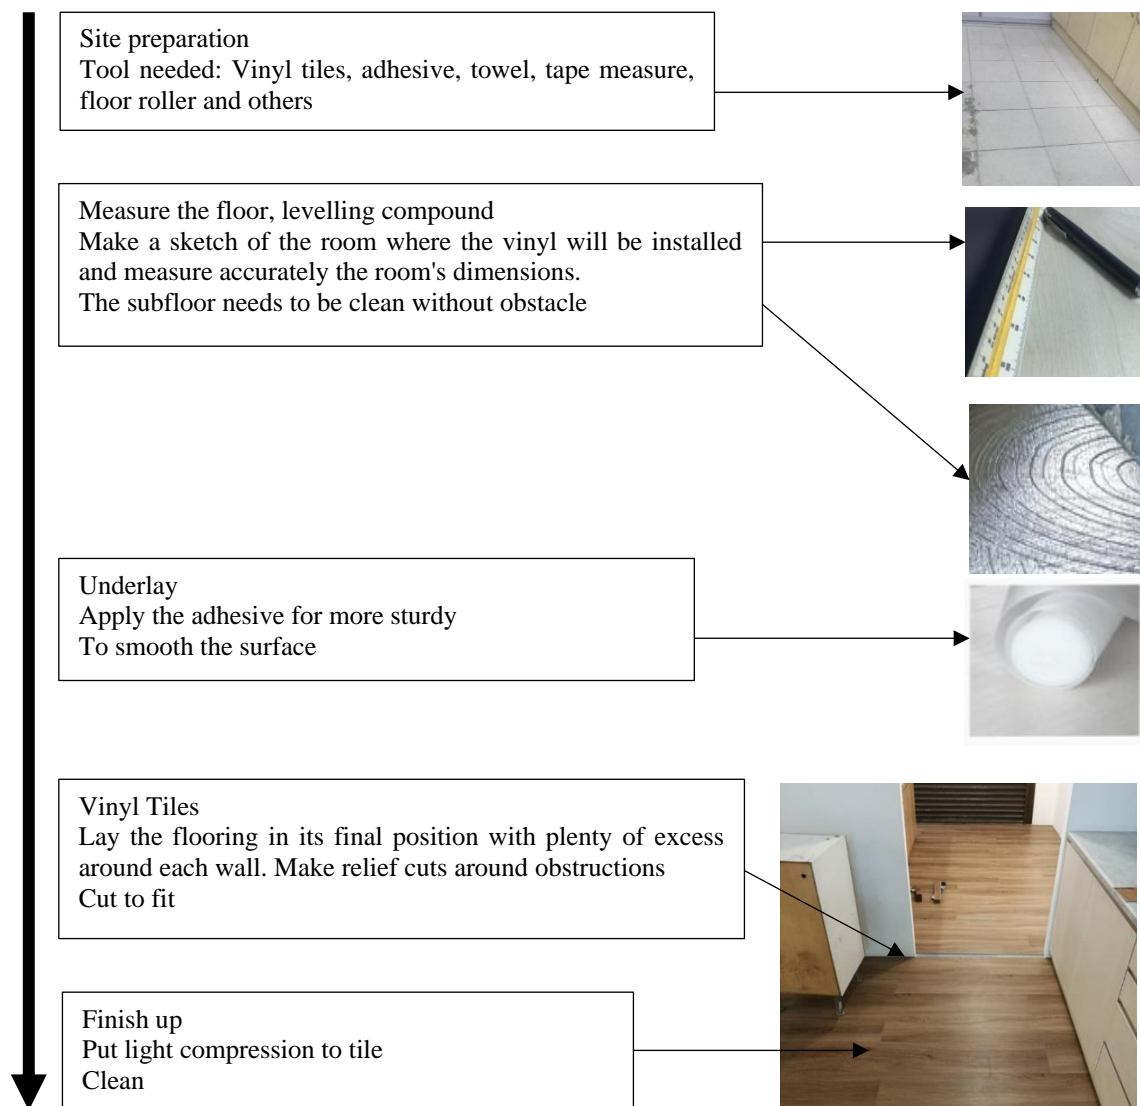 Site preparation
Tool needed: Vinyl tiles, adhesive, towel, tape measure,
floor roller and others
Measure the floor, levelling compound
Make a sketch of the room where the vinyl will be installed
and measure accurately the room's dimensions.
The subfloor needs to be clean without obstacle
Underlay
Apply the adhesive for more sturdy
To smooth the surface
Vinyl Tiles
Lay the flooring in its final position with plenty of excess
around each wall. Make relief cuts around obstructions
Cut to fit
Finish up
Put light compression to tile
Clean